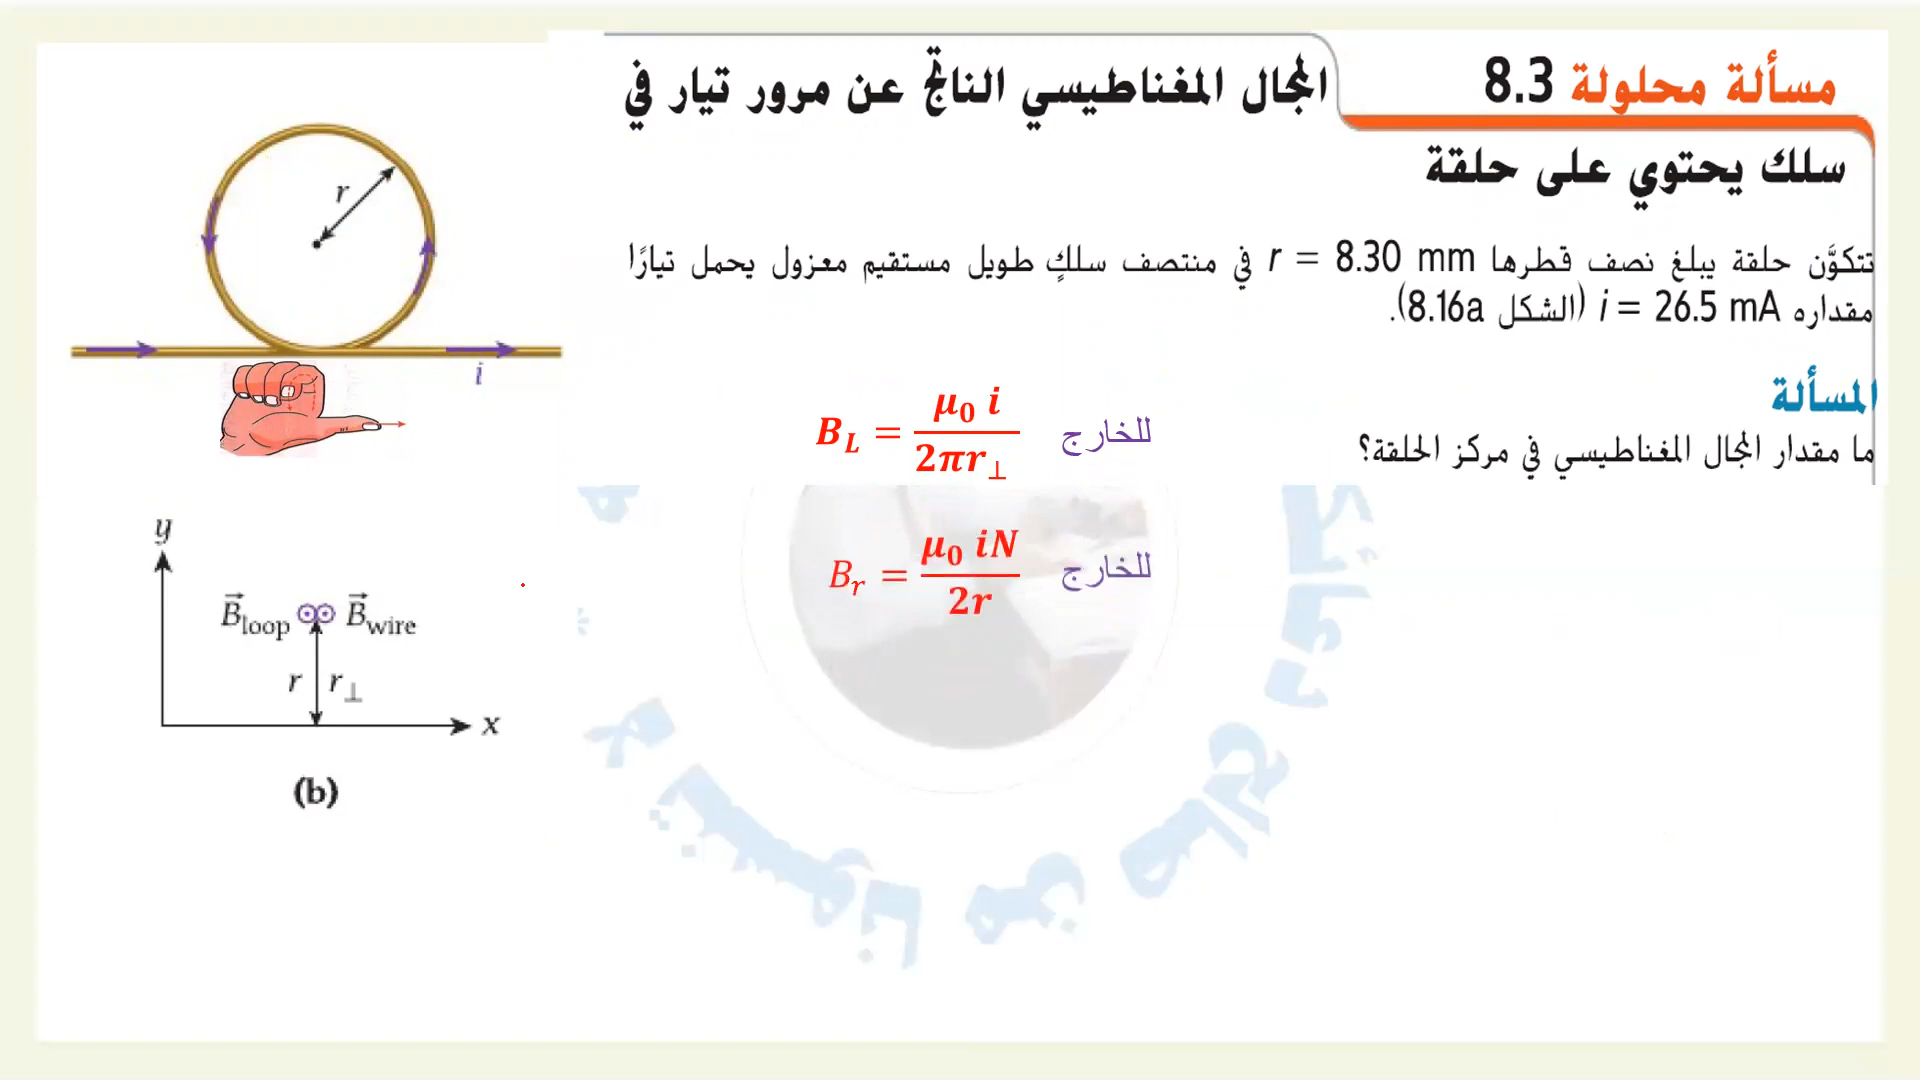 مسألة محلولة 8.3
المجال المغناطيسي الناتج عن مرور تيار في
سلك يحتوي على حلقة
تتكوَّن حلقة يبلغ نصف قطرها r = 8.30 mm في منتصف سلكٍ طويل مستقيم معزول يحمل تيارًا
مقداره i = 26.5 mA (الشكل 8.16a).
المسألة
ما مقدار المجال المغناطيسي في مركز الحلقة؟
r
i
B_L = μ₀ i / 2πr⊥ للخارج
B_r = μ₀ iN / 2r للخارج
y
B⃗loop B⃗wire
r r⊥
x
(b)